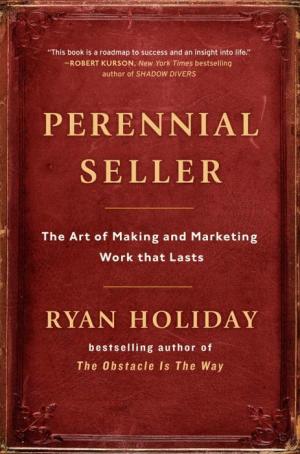 "This book is a roadmap to success and an insight into life."
—ROBERT KURSON, New York Times bestselling
author of SHADOW DIVERS
PERENNIAL
SELLER
The Art of Making and Marketing
Work that Lasts
RYAN HOLIDAY
bestselling author of
The Obstacle Is The Way